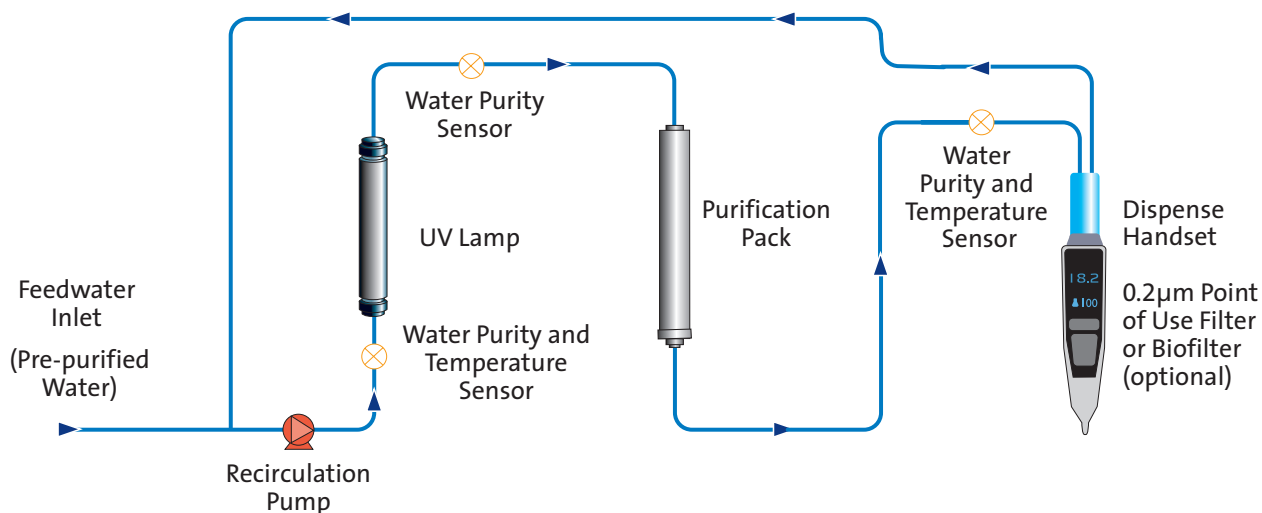 Water Purity
Sensor
UV Lamp
Water Purity and
Temperature
Sensor
Feedwater
Inlet
(Pre-purified
Water)
Recirculation
Pump
Purification
Pack
Water
Purity and
Temperature
Sensor
Dispense
Handset
18.2
100
0.2µm Point
of Use Filter
or Biofilter
(optional)